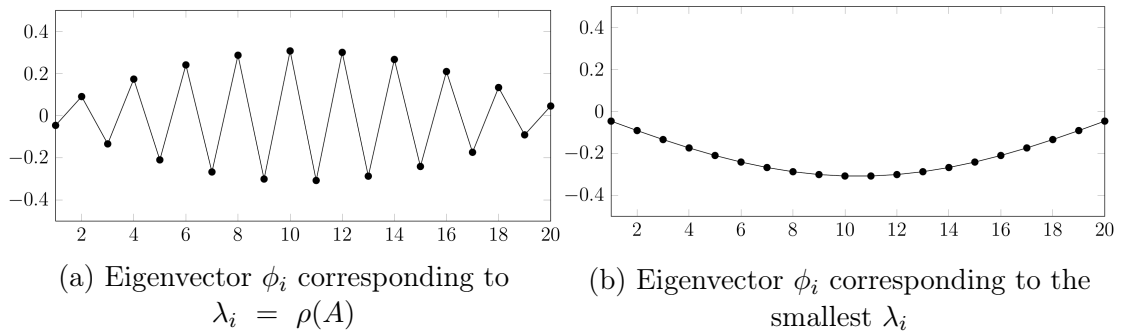 0.4
0.2
0
−0.2
−0.4
2 4 6 8 10 12 14 16 18 20
(a) Eigenvector ϕᵢ corresponding to
λᵢ = ρ(A)
0.4
0.2
0
−0.2
−0.4
2 4 6 8 10 12 14 16 18 20
(b) Eigenvector ϕᵢ corresponding to the
smallest λᵢ